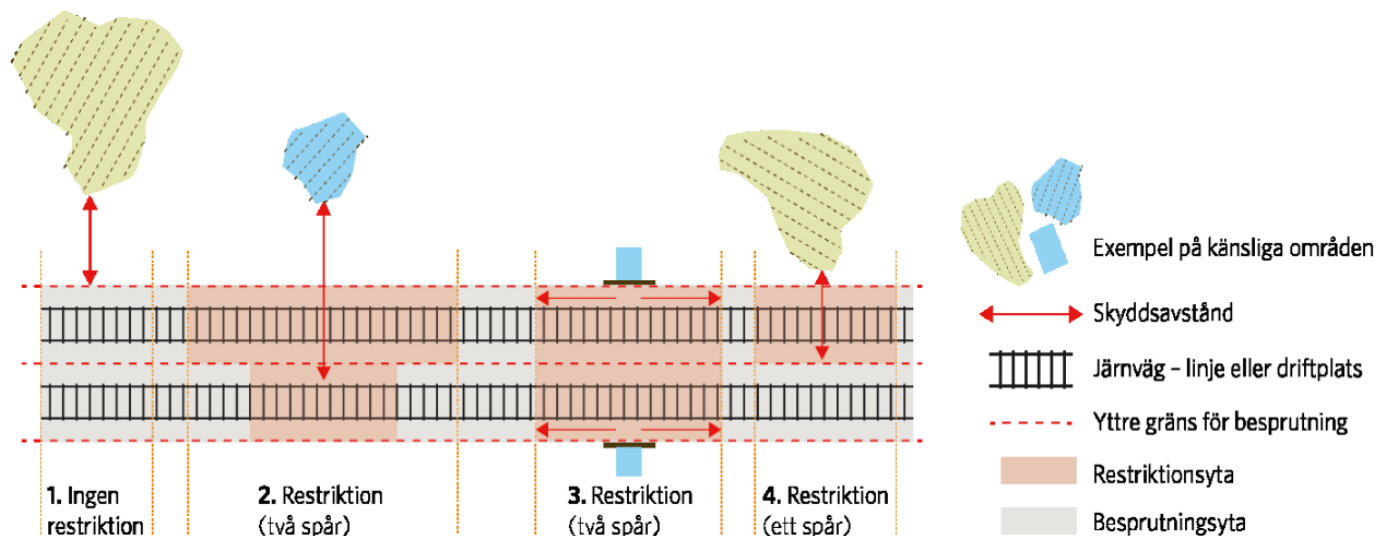 1. Ingen
restriktion
2. Restriktion
(två spår)
3. Restriktion
(två spår)
4. Restriktion
(ett spår)
Exempel på känsliga områden
Skyddsavstånd
Järnväg – linje eller driftplats
Yttre gräns för besprutning
Restriktionsyta
Besprutningsyta